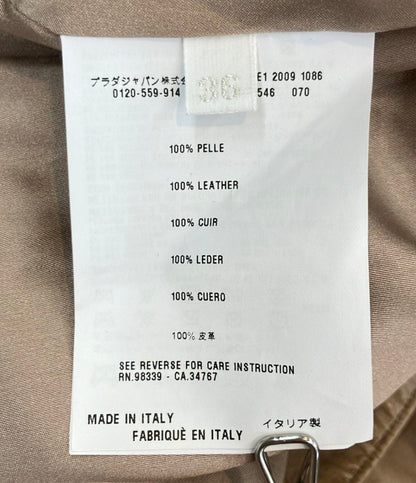 プラダジャパン株式会 E1 2009 1086
0120-559-914 546 070
36
100% PELLE
100% LEATHER
100% CUIR
100% LEDER
100% CUERO
100% 皮革
SEE REVERSE FOR CARE INSTRUCTION
RN.98339 - CA.34767
MADE IN ITALY イタリア製
FABRIQUÈ EN ITALY